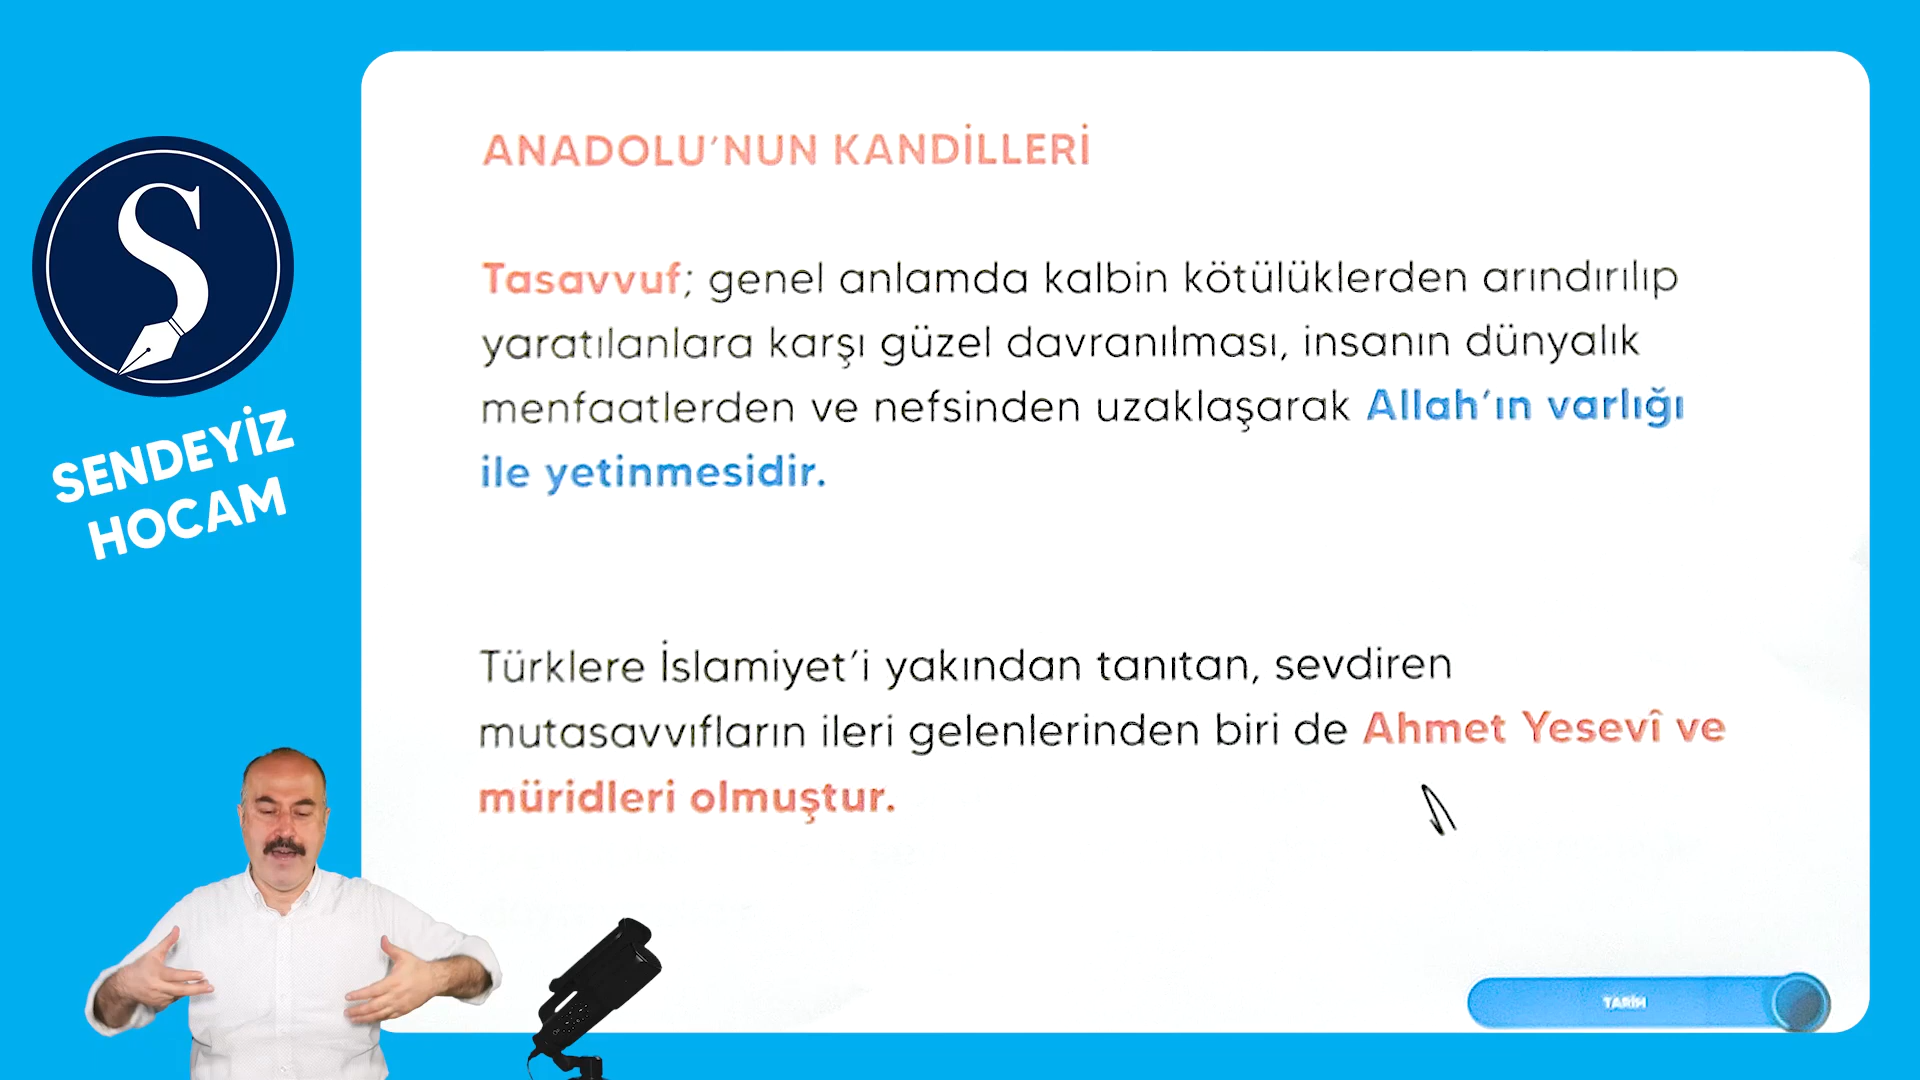 ANADOLU'NUN KANDİLLERİ
Tasavvuf; genel anlamda kalbin kötülüklerden arındırılıp
yaratılanlara karşı güzel davranılması, insanın dünyalık
menfaatlerden ve nefsinden uzaklaşarak Allah'ın varlığı
ile yetinmesidir.
Türklere İslamiyet'i yakından tanıtan, sevdiren
mutasavvıfların ileri gelenlerinden biri de Ahmet Yesevî ve
müridleri olmuştur.
S
SENDEYİZ
HOCAM
TARİH